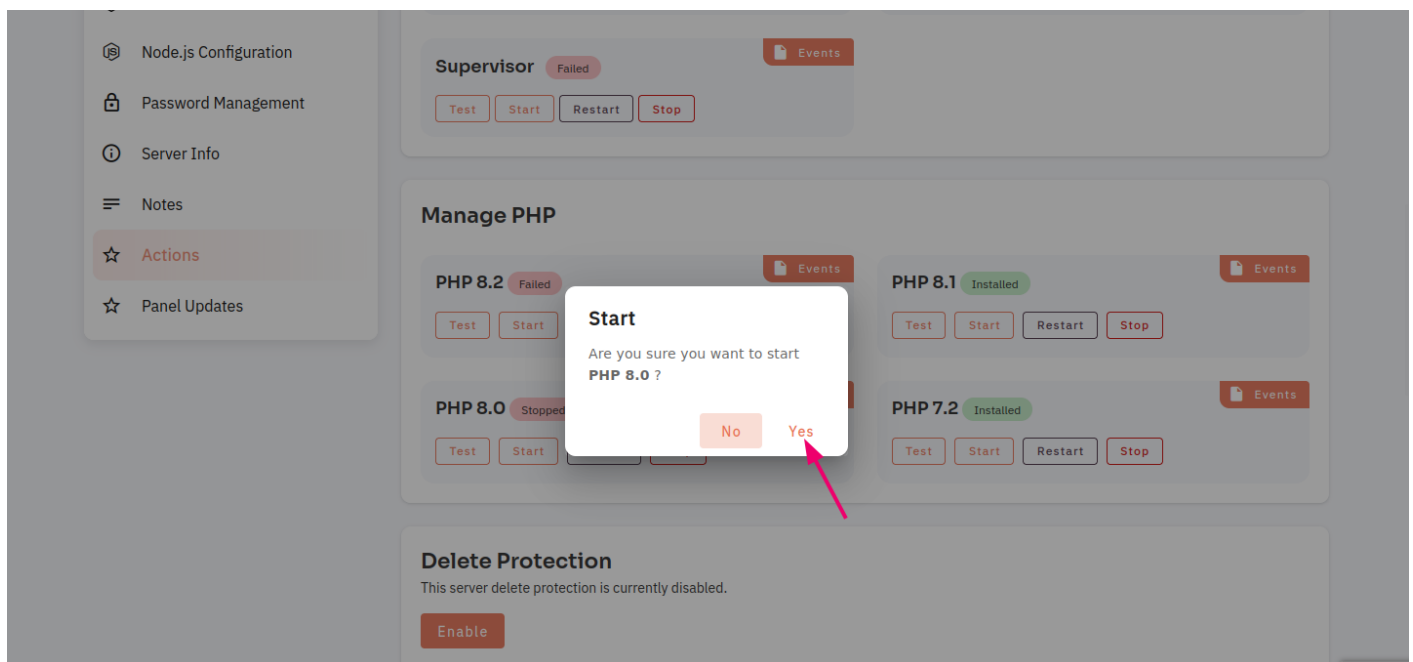 Node.js Configuration
Password Management
Server Info
Notes
Actions
Panel Updates
Supervisor Failed Events
Test Start Restart Stop
Manage PHP
PHP 8.2 Failed Events
Test Start
PHP 8.1 Installed Events
Test Start Restart Stop
PHP 8.0 Stopped
Test Start
PHP 7.2 Installed Events
Test Start Restart Stop
Start
Are you sure you want to start
PHP 8.0 ?
No Yes
Delete Protection
This server delete protection is currently disabled.
Enable